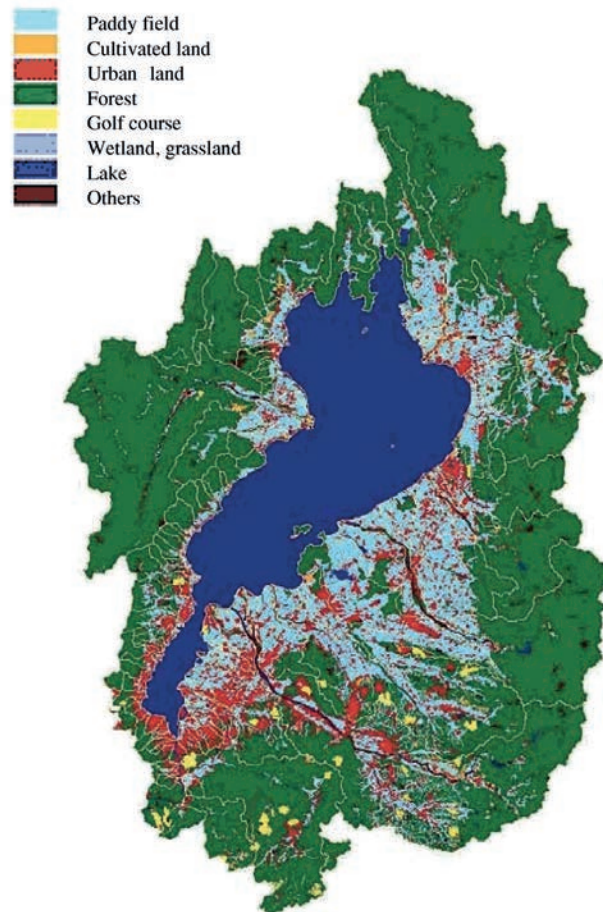 Paddy field
Cultivated land
Urban land
Forest
Golf course
Wetland, grassland
Lake
Others